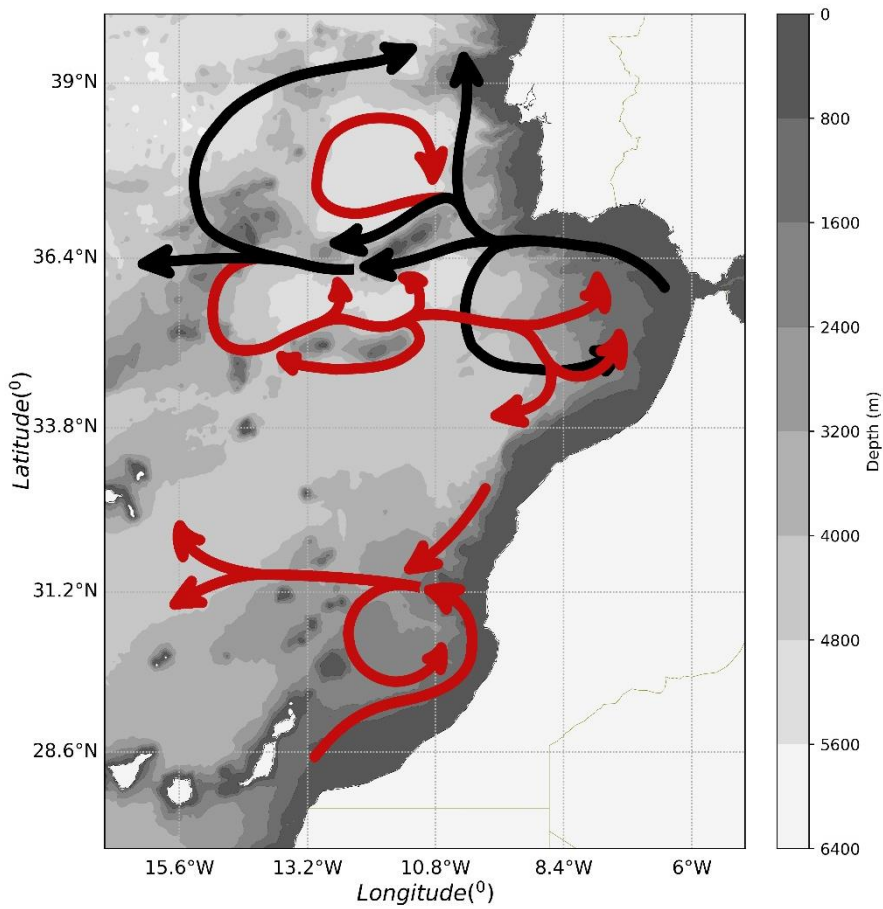 39°N
36.4°N
33.8°N
31.2°N
28.6°N
Latitude(⁰)
15.6°W
13.2°W
10.8°W
8.4°W
6°W
Longitude(⁰)
0
800
1600
2400
3200
4000
4800
5600
6400
Depth (m)